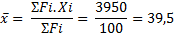 x̄ = ΣFi.Xi / ΣFi = 3950 / 100 = 39,5